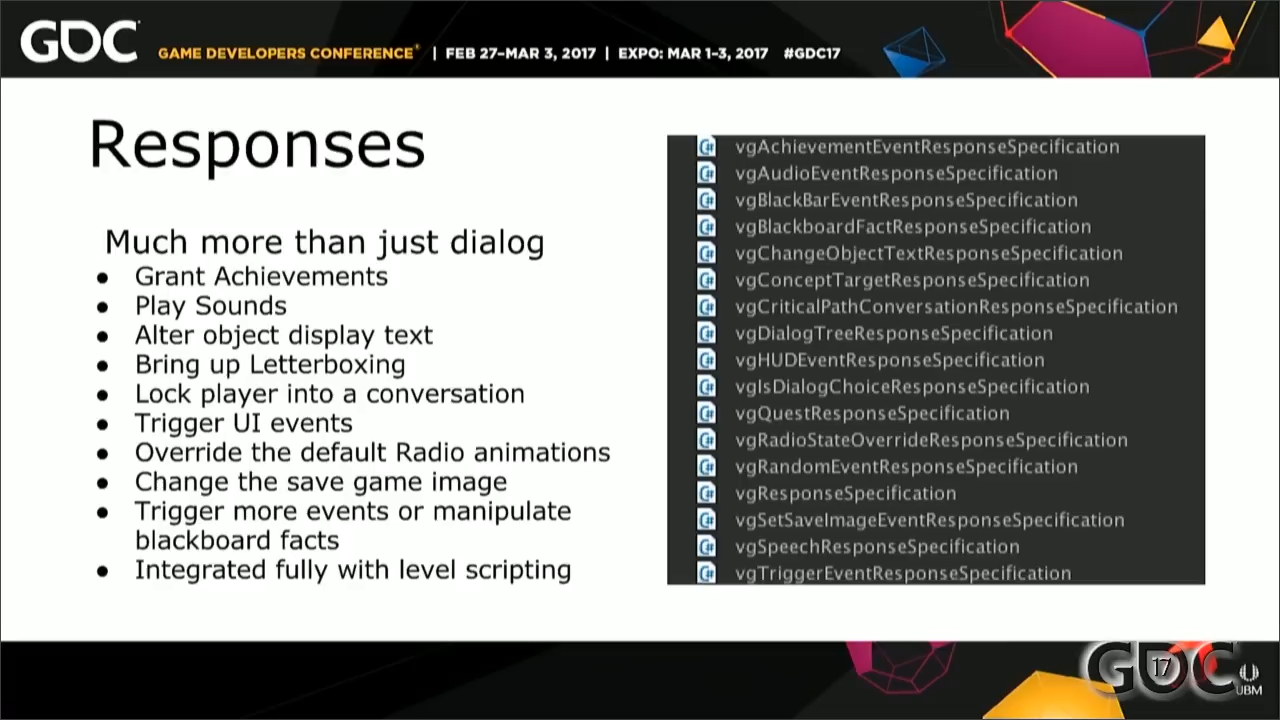 GDC GAME DEVELOPERS CONFERENCE® | FEB 27–MAR 3, 2017 | EXPO: MAR 1–3, 2017 #GDC17
Responses
Much more than just dialog
● Grant Achievements
● Play Sounds
● Alter object display text
● Bring up Letterboxing
● Lock player into a conversation
● Trigger UI events
● Override the default Radio animations
● Change the save game image
● Trigger more events or manipulate
blackboard facts
● Integrated fully with level scripting
C# vgAchievementEventResponseSpecification
C# vgAudioEventResponseSpecification
C# vgBlackBarEventResponseSpecification
C# vgBlackboardFactResponseSpecification
C# vgChangeObjectTextResponseSpecification
C# vgConceptTargetResponseSpecification
C# vgCriticalPathConversationResponseSpecification
C# vgDialogTreeResponseSpecification
C# vgHUDEventResponseSpecification
C# vgIsDialogChoiceResponseSpecification
C# vgQuestResponseSpecification
C# vgRadioStateOverrideResponseSpecification
C# vgRandomEventResponseSpecification
C# vgResponseSpecification
C# vgSetSaveImageEventResponseSpecification
C# vgSpeechResponseSpecification
C# vgTriggerEventResponseSpecification
GDC 17
UBM